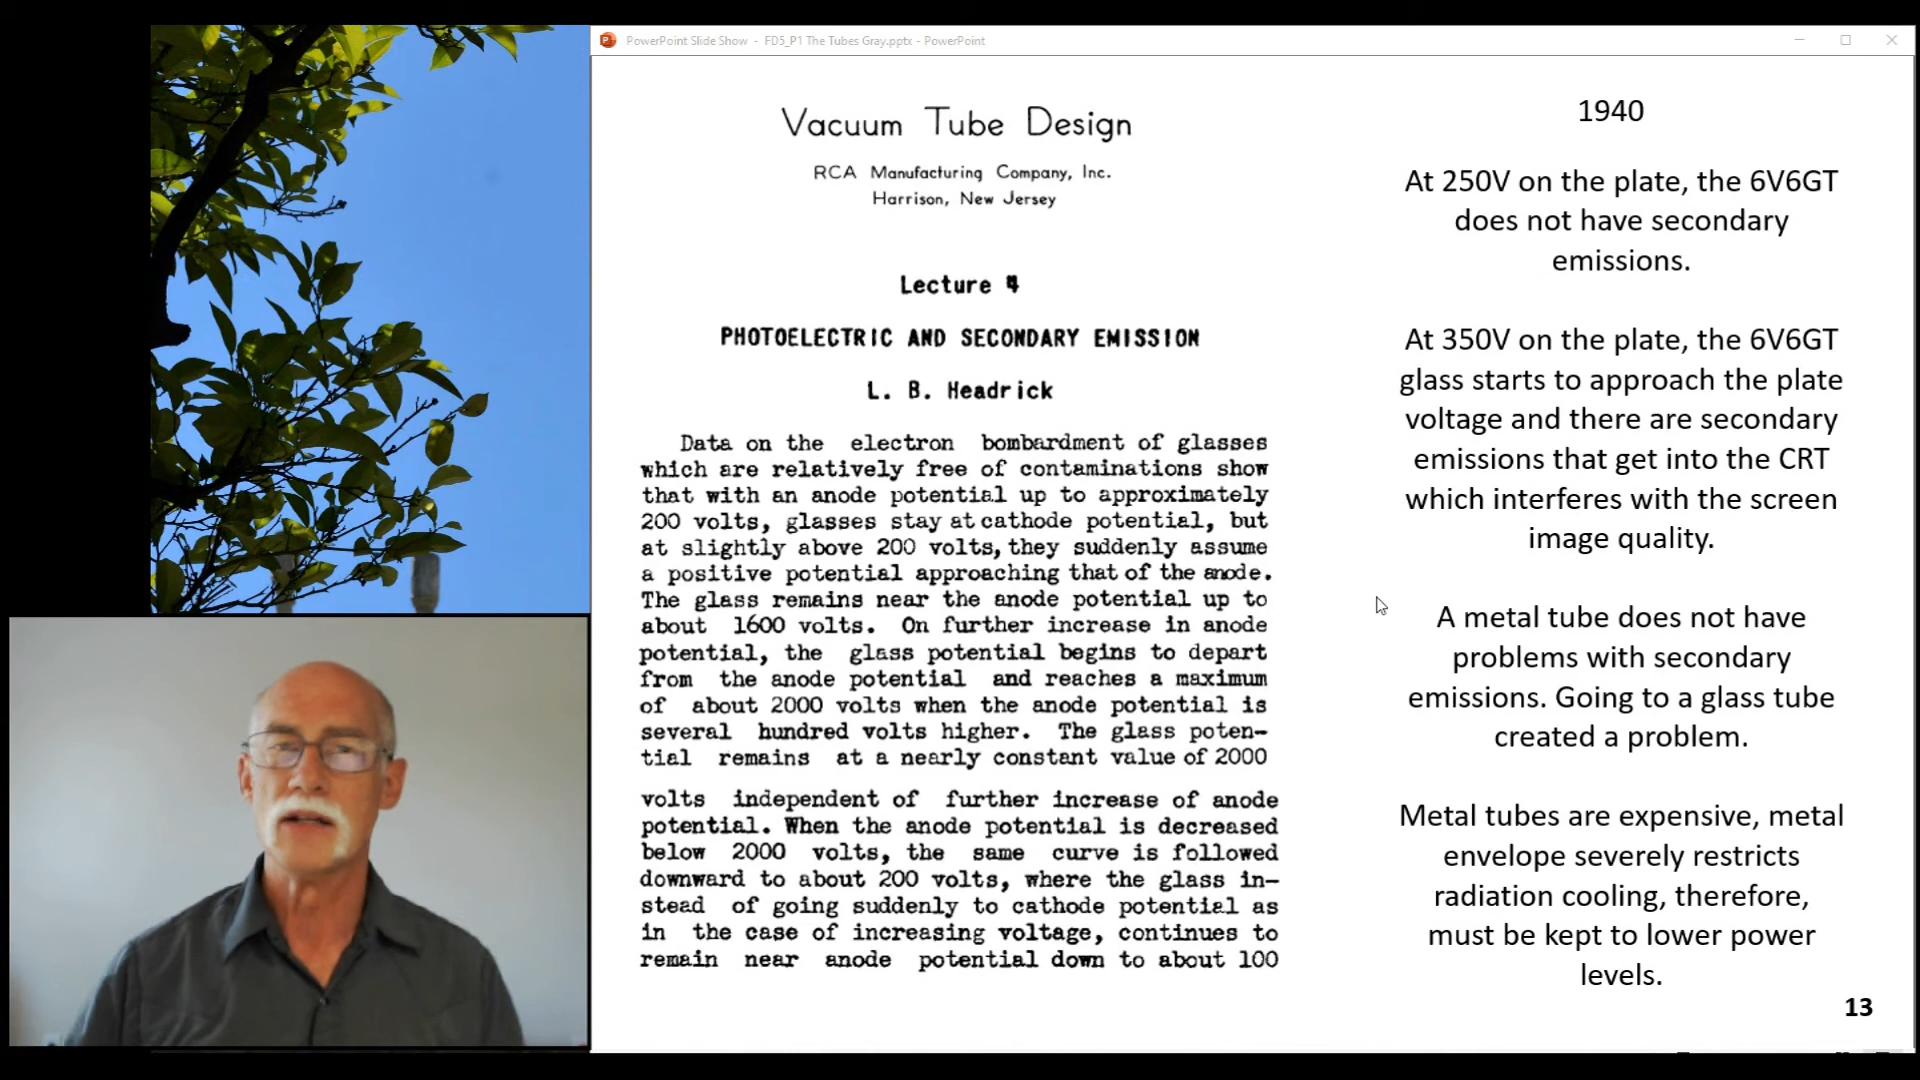 PowerPoint Slide Show - FD5_P1 The Tubes Gray.pptx - PowerPoint
Vacuum Tube Design
RCA Manufacturing Company, Inc.
Harrison, New Jersey
Lecture 4
PHOTOELECTRIC AND SECONDARY EMISSION
L. B. Headrick
Data on the electron bombardment of glasses
which are relatively free of contaminations show
that with an anode potential up to approximately
200 volts, glasses stay at cathode potential, but
at slightly above 200 volts, they suddenly assume
a positive potential approaching that of the anode.
The glass remains near the anode potential up to
about 1600 volts. On further increase in anode
potential, the glass potential begins to depart
from the anode potential and reaches a maximum
of about 2000 volts when the anode potential is
several hundred volts higher. The glass poten-
tial remains at a nearly constant value of 2000
volts independent of further increase of anode
potential. When the anode potential is decreased
below 2000 volts, the same curve is followed
downward to about 200 volts, where the glass in-
stead of going suddenly to cathode potential as
in the case of increasing voltage, continues to
remain near anode potential down to about 100
1940
At 250V on the plate, the 6V6GT
does not have secondary
emissions.
At 350V on the plate, the 6V6GT
glass starts to approach the plate
voltage and there are secondary
emissions that get into the CRT
which interferes with the screen
image quality.
A metal tube does not have
problems with secondary
emissions. Going to a glass tube
created a problem.
Metal tubes are expensive, metal
envelope severely restricts
radiation cooling, therefore,
must be kept to lower power
levels.
13